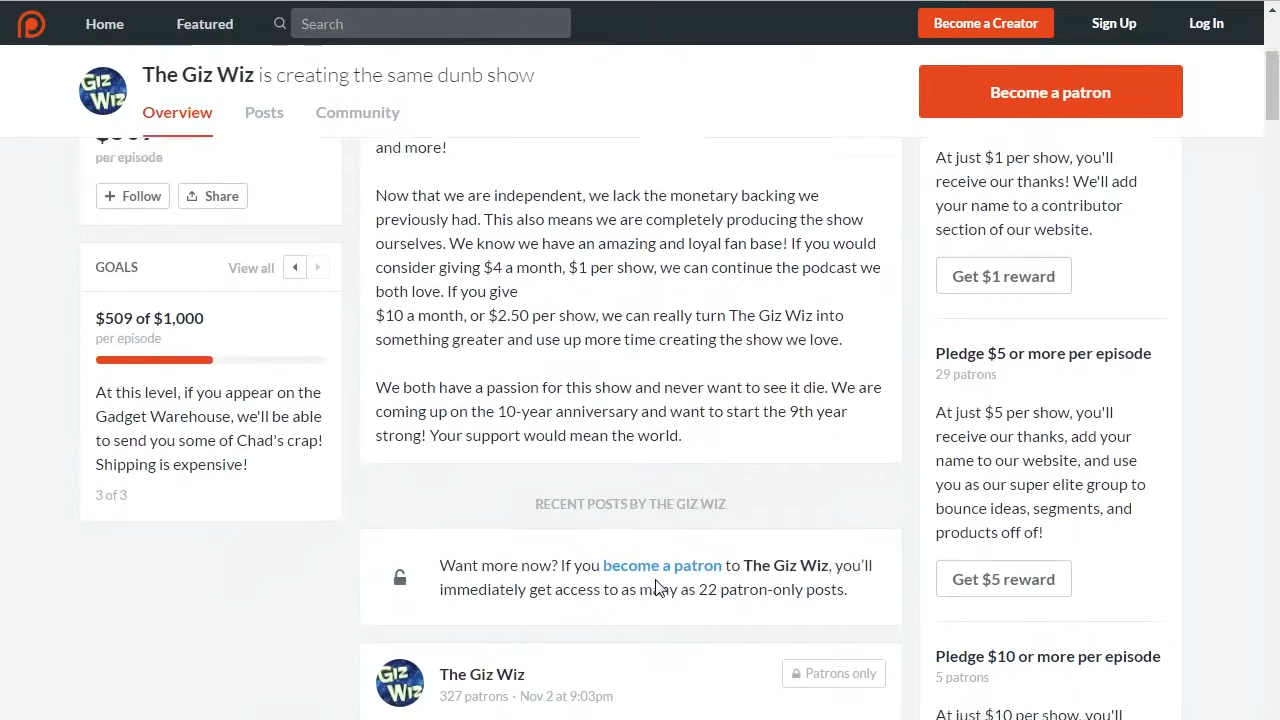 Home
Featured
Search
Become a Creator
Sign Up
Log In
The Giz Wiz is creating the same dunb show
Overview
Posts
Community
Become a patron
per episode
Follow
Share
GOALS
View all
$509 of $1,000
per episode
At this level, if you appear on the
Gadget Warehouse, we'll be able
to send you some of Chad's crap!
Shipping is expensive!
3 of 3
and more!
Now that we are independent, we lack the monetary backing we
previously had. This also means we are completely producing the show
ourselves. We know we have an amazing and loyal fan base! If you would
consider giving $4 a month, $1 per show, we can continue the podcast we
both love. If you give
$10 a month, or $2.50 per show, we can really turn The Giz Wiz into
something greater and use up more time creating the show we love.
We both have a passion for this show and never want to see it die. We are
coming up on the 10-year anniversary and want to start the 9th year
strong! Your support would mean the world.
RECENT POSTS BY THE GIZ WIZ
Want more now? If you become a patron to The Giz Wiz, you'll
immediately get access to as many as 22 patron-only posts.
GIZ
WIZ
The Giz Wiz
327 patrons · Nov 2 at 9:03pm
Patrons only
At just $1 per show, you'll
receive our thanks! We'll add
your name to a contributor
section of our website.
Get $1 reward
Pledge $5 or more per episode
29 patrons
At just $5 per show, you'll
receive our thanks, add your
name to our website, and use
you as our super elite group to
bounce ideas, segments, and
products off of!
Get $5 reward
Pledge $10 or more per episode
5 patrons
At just $10 per show, you'll